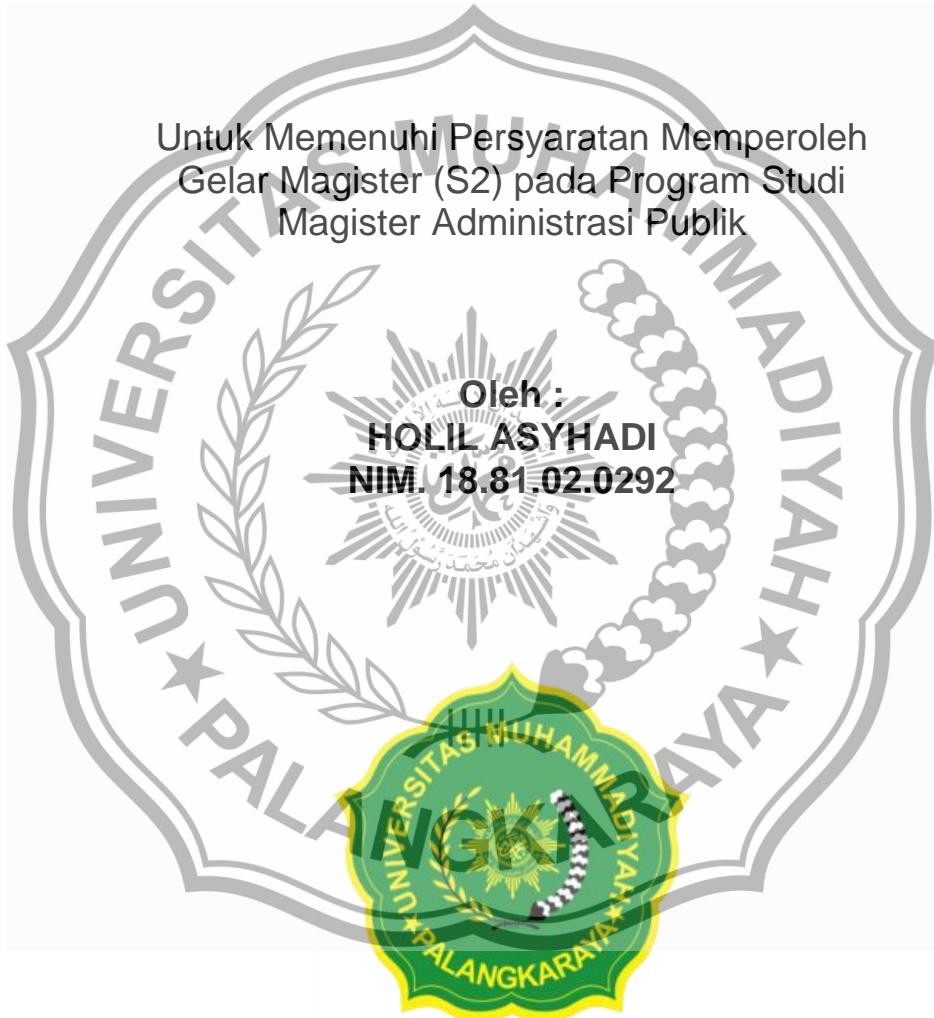 Untuk Memenuhi Persyaratan Memperoleh
Gelar Magister (S2) pada Program Studi
Magister Administrasi Publik
Oleh :
HOLIL ASYHADI
NIM. 18.81.02.0292
UNIVERSITAS MUHAMMADIYAH
PALANGKARAYA
UNIVERSITAS MUHAMMADIYAH
PALANGKARAYA